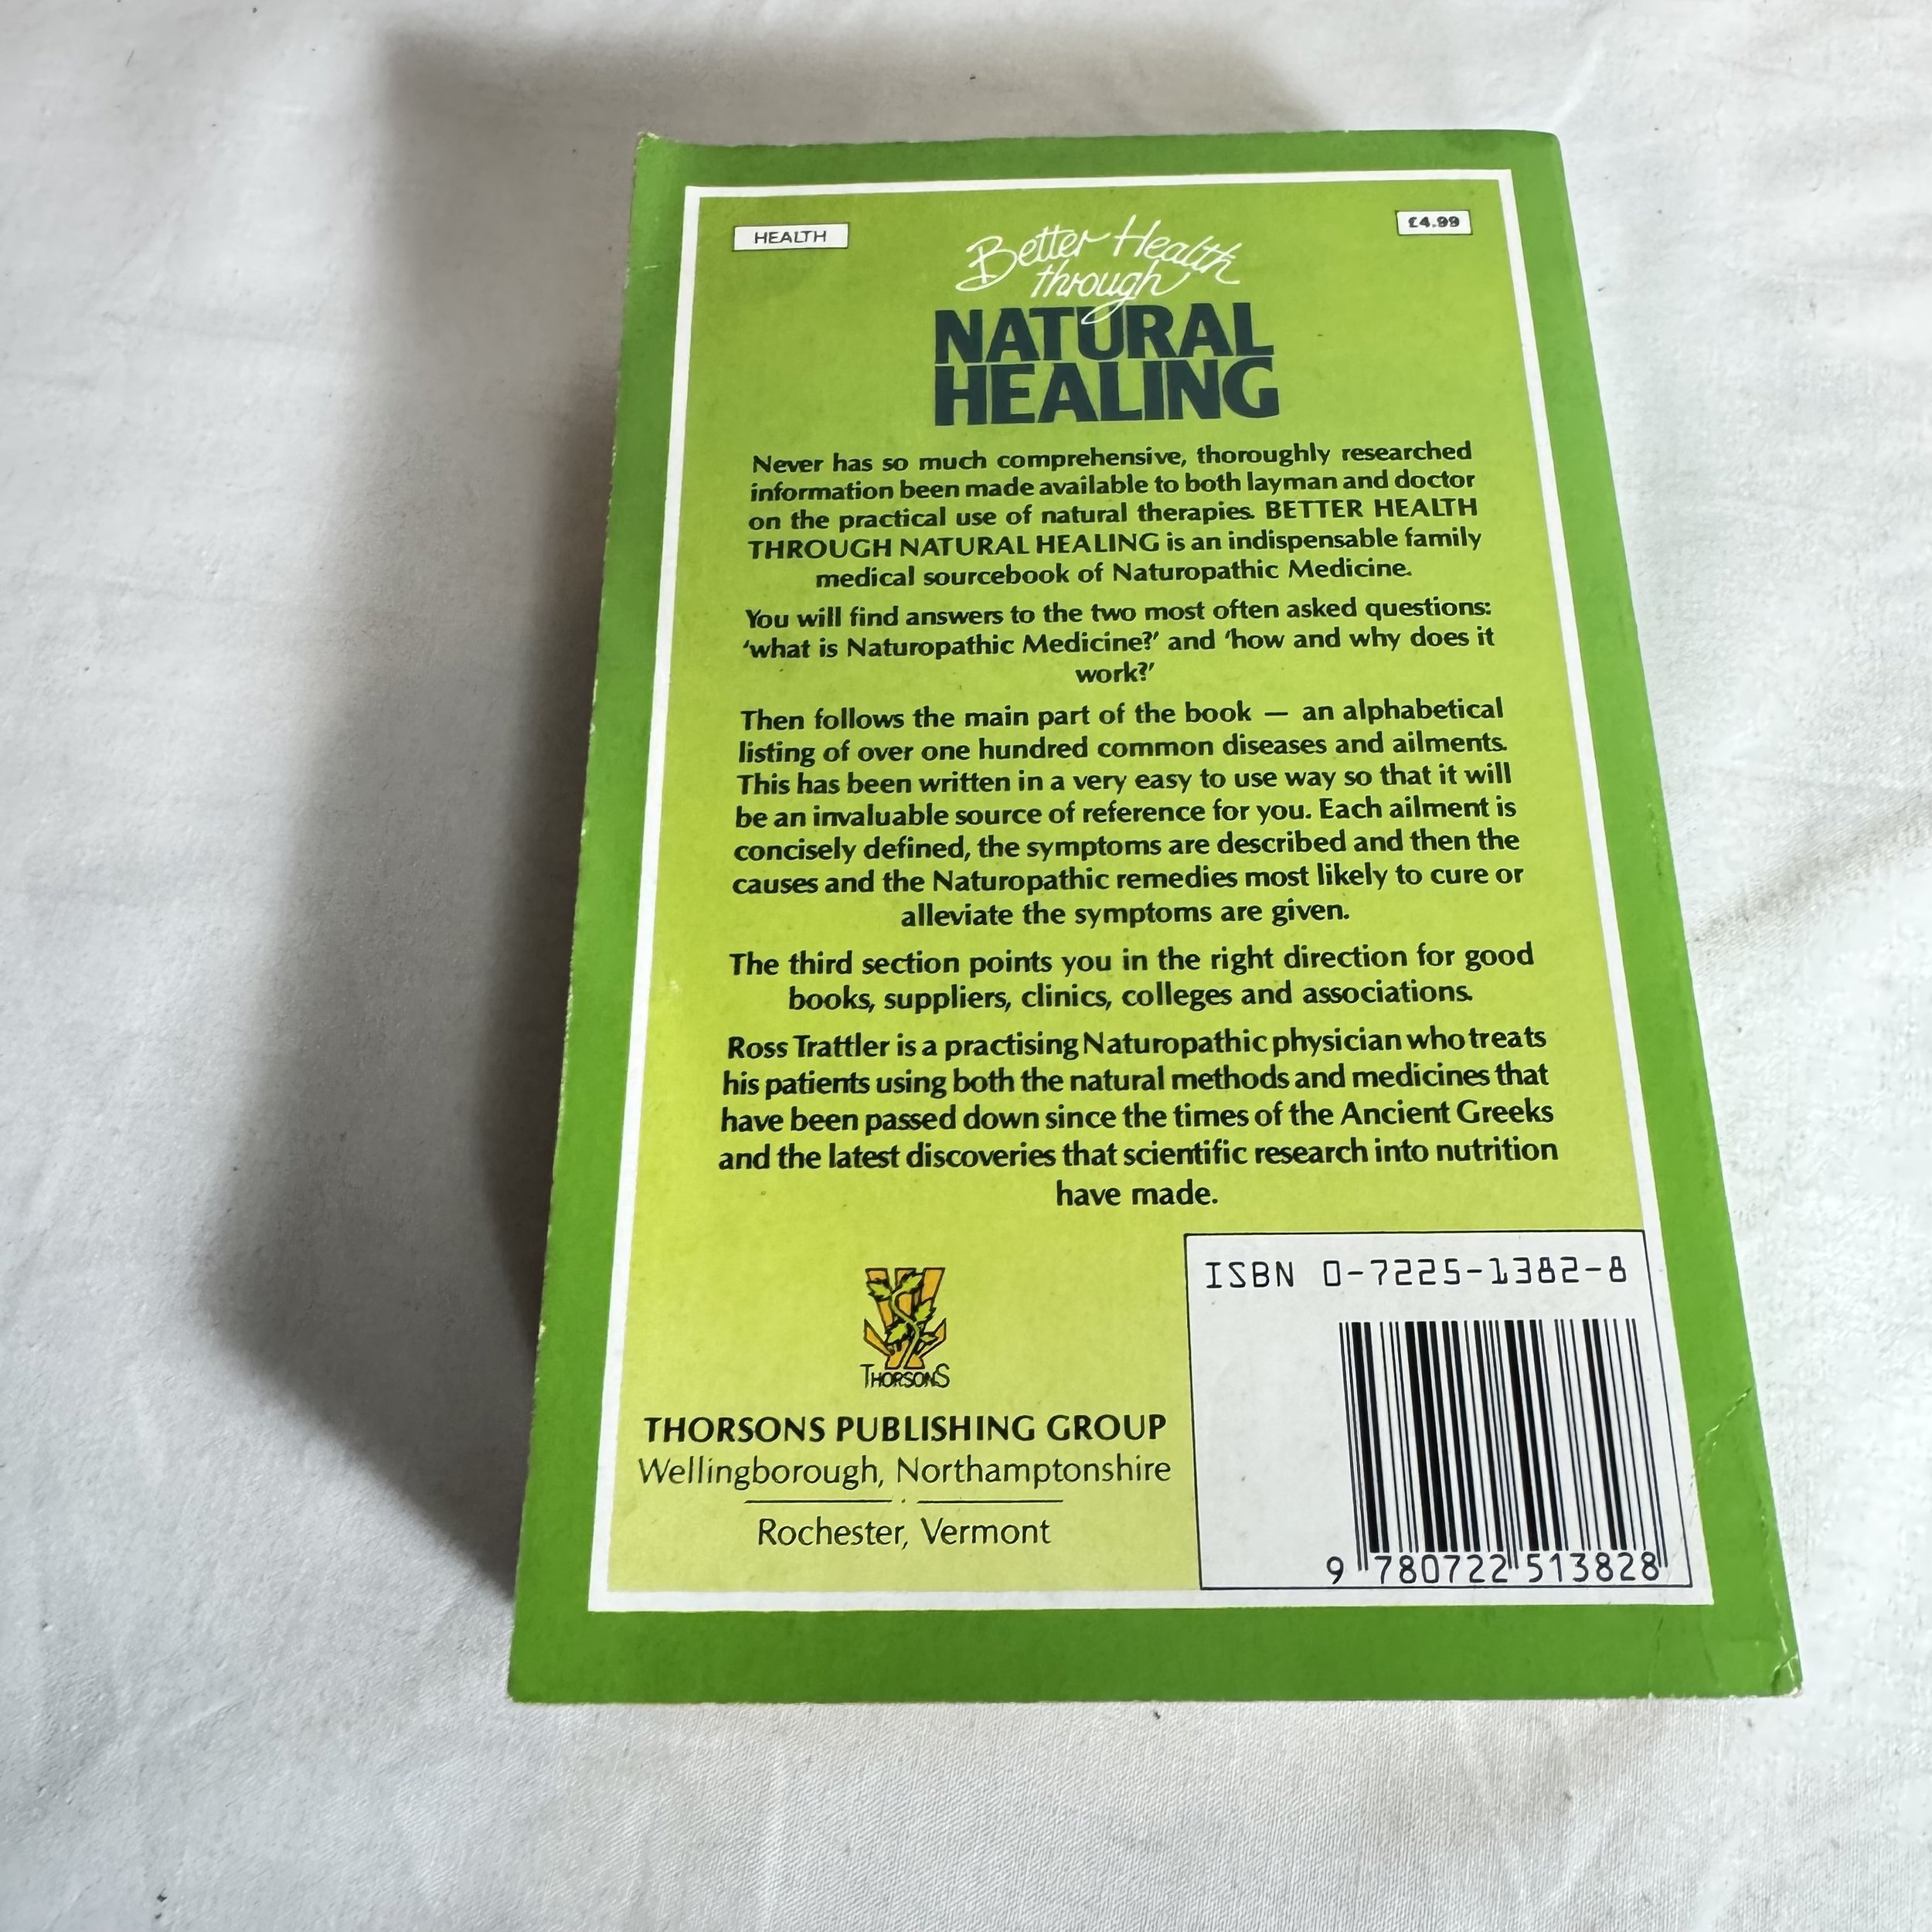 HEALTH
£4.99
Better Health
through
NATURAL
HEALING
Never has so much comprehensive, thoroughly researched
information been made available to both layman and doctor
on the practical use of natural therapies. BETTER HEALTH
THROUGH NATURAL HEALING is an indispensable family
medical sourcebook of Naturopathic Medicine.
You will find answers to the two most often asked questions:
‘what is Naturopathic Medicine?’ and ‘how and why does it
work?’
Then follows the main part of the book — an alphabetical
listing of over one hundred common diseases and ailments.
This has been written in a very easy to use way so that it will
be an invaluable source of reference for you. Each ailment is
concisely defined, the symptoms are described and then the
causes and the Naturopathic remedies most likely to cure or
alleviate the symptoms are given.
The third section points you in the right direction for good
books, suppliers, clinics, colleges and associations.
Ross Trattler is a practising Naturopathic physician who treats
his patients using both the natural methods and medicines that
have been passed down since the times of the Ancient Greeks
and the latest discoveries that scientific research into nutrition
have made.
THORSONS
THORSONS PUBLISHING GROUP
Wellingborough, Northamptonshire
Rochester, Vermont
ISBN 0-7225-1382-8
9 780722 513828